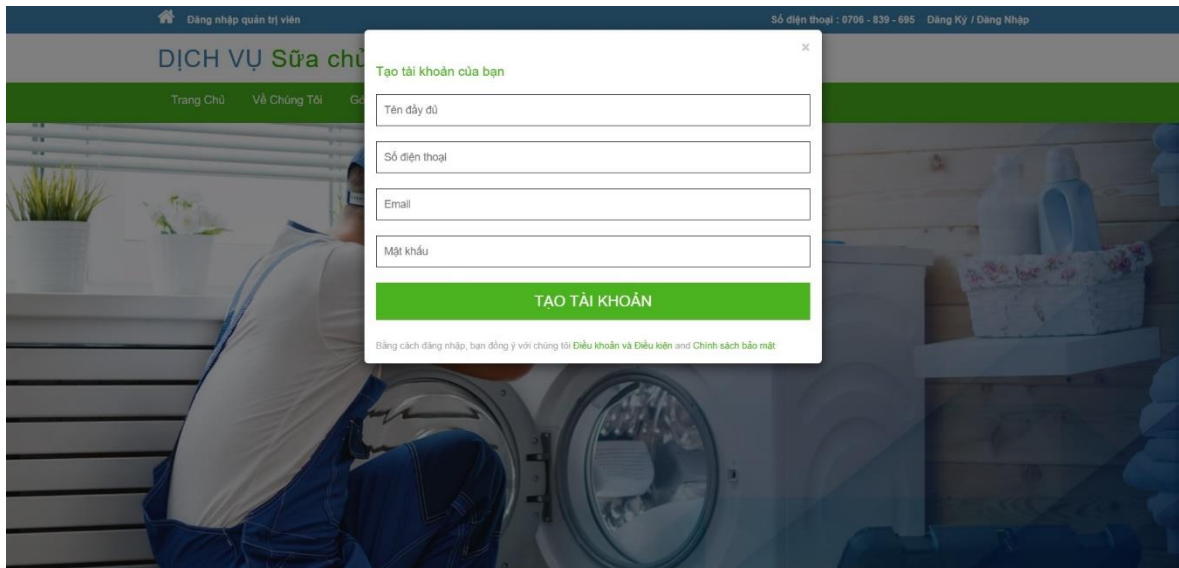 Đăng nhập quản trị viên
Số điện thoại : 0706 - 839 - 695 Đăng Ký / Đăng Nhập
DỊCH VỤ Sữa
×
Tạo tài khoản của bạn
Trang Chủ Về Chúng Tôi
Tên đầy đủ
Số điện thoại
Email
Mật khẩu
TẠO TÀI KHOẢN
Bằng cách đăng nhập, bạn đồng ý với chúng tôi Điều khoản và Điều kiện and Chính sách bảo mật